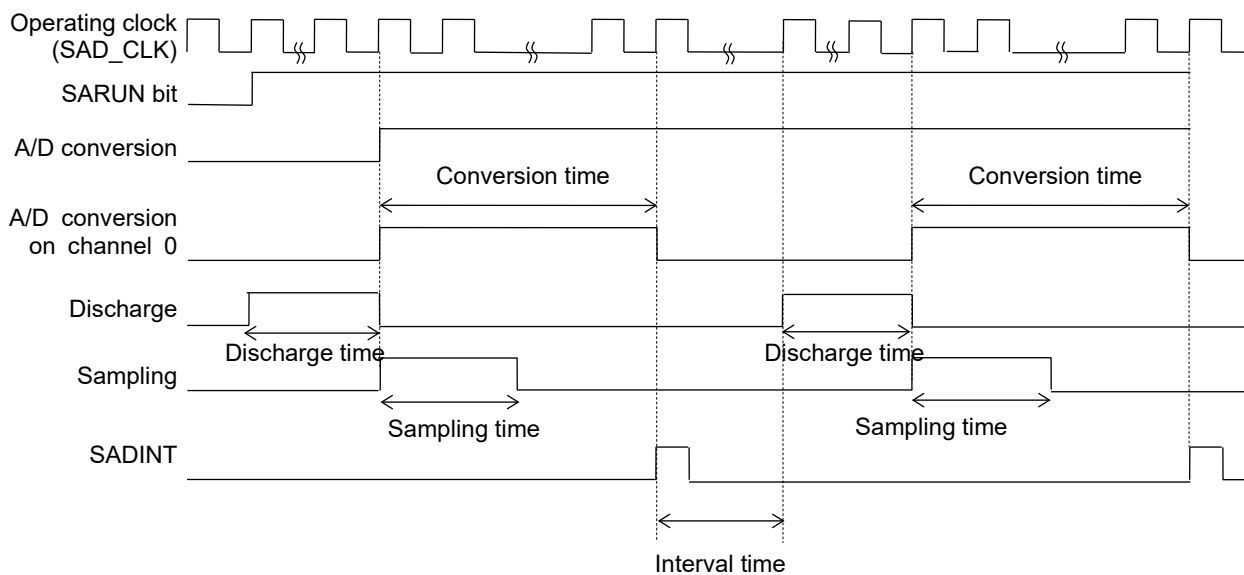 Operating clock
(SAD_CLK)
SARUN bit
A/D conversion
Conversion time
Conversion time
A/D conversion
on channel 0
Discharge
Discharge time
Discharge time
Sampling
Sampling time
Sampling time
SADINT
Interval time